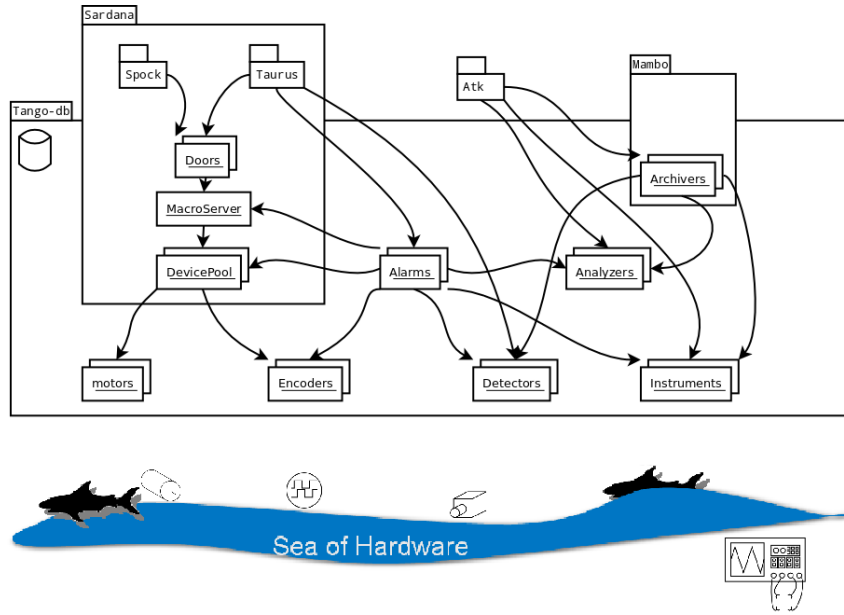 Sardana
Spock
Taurus
Atk
Mambo
Tango-db
Doors
Archivers
MacroServer
DevicePool
Alarms
Analyzers
motors
Encoders
Detectors
Instruments
Sea of Hardware